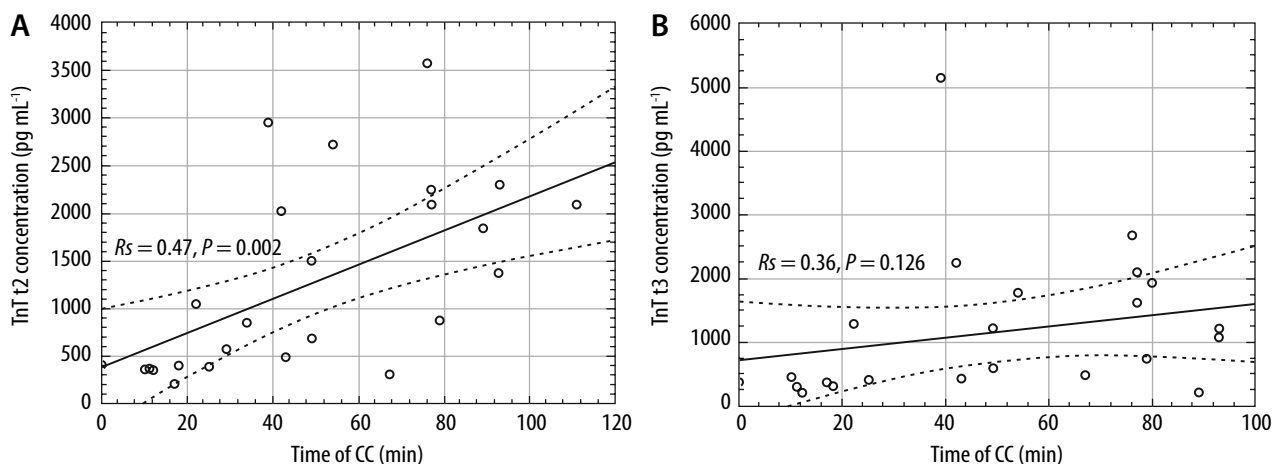 A
TnT t2 concentration (pg mL⁻¹)
4000
3500
3000
2500
2000
1500
1000
500
0
Rs = 0.47, P = 0.002
0 20 40 60 80 100 120
Time of CC (min)
B
TnT t3 concentration (pg mL⁻¹)
6000
5000
4000
3000
2000
1000
0
Rs = 0.36, P = 0.126
0 20 40 60 80 100
Time of CC (min)